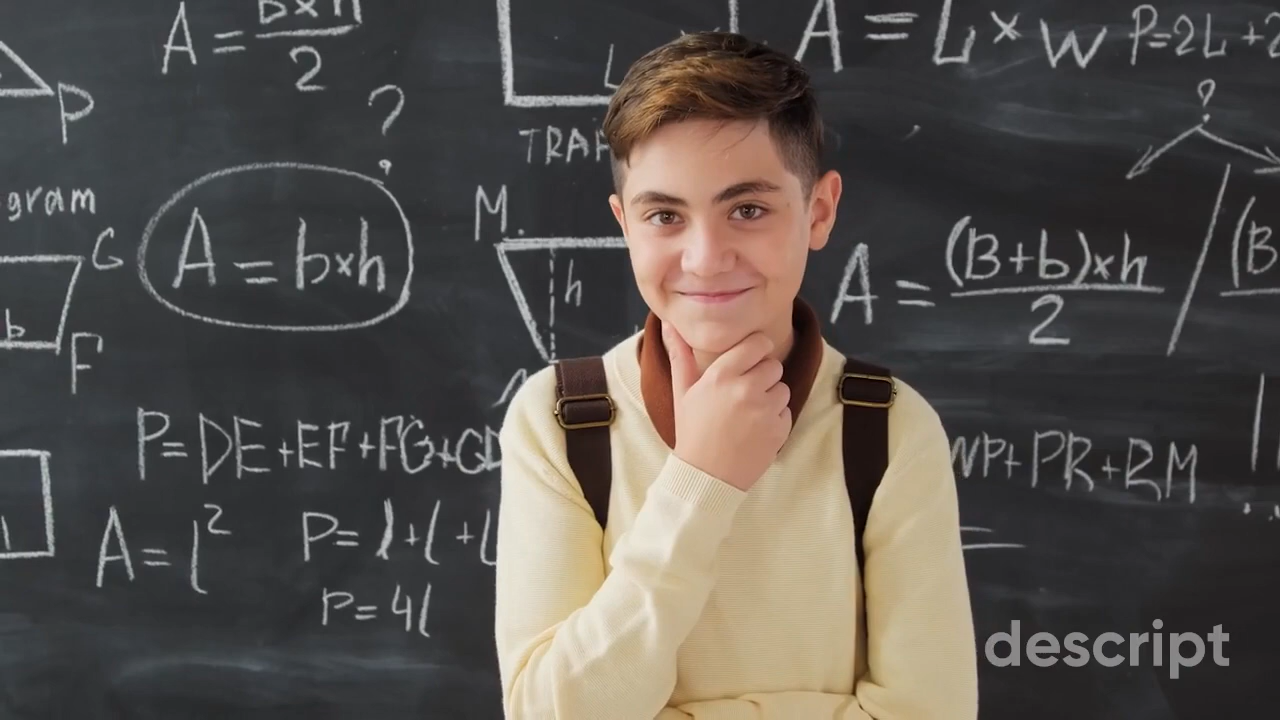 A = b×h / 2
A = L × W
P=2L+2
P
?
?
TRAP
gram
M.
G
A = b×h
h
A = (B+b)×h / 2
(B
b
F
P=DE+EF+FG+GD
WP+PR+RM
A = l²
P= l+l+l
P=4l
descript